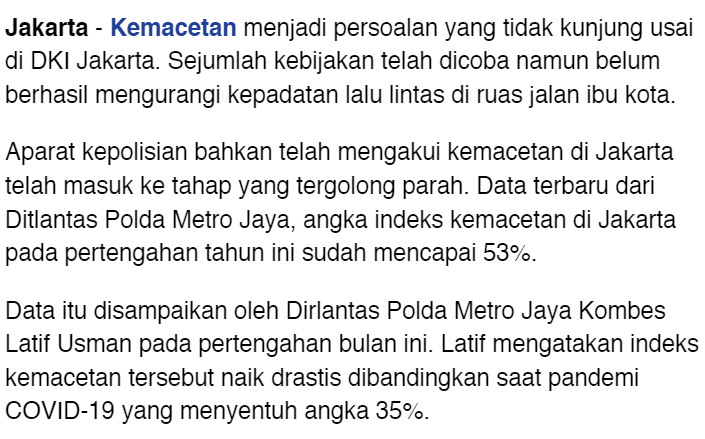 Jakarta - Kemacetan menjadi persoalan yang tidak kunjung usai
di DKI Jakarta. Sejumlah kebijakan telah dicoba namun belum
berhasil mengurangi kepadatan lalu lintas di ruas jalan ibu kota.
Aparat kepolisian bahkan telah mengakui kemacetan di Jakarta
telah masuk ke tahap yang tergolong parah. Data terbaru dari
Ditlantas Polda Metro Jaya, angka indeks kemacetan di Jakarta
pada pertengahan tahun ini sudah mencapai 53%.
Data itu disampaikan oleh Dirlantas Polda Metro Jaya Kombes
Latif Usman pada pertengahan bulan ini. Latif mengatakan indeks
kemacetan tersebut naik drastis dibandingkan saat pandemi
COVID-19 yang menyentuh angka 35%.